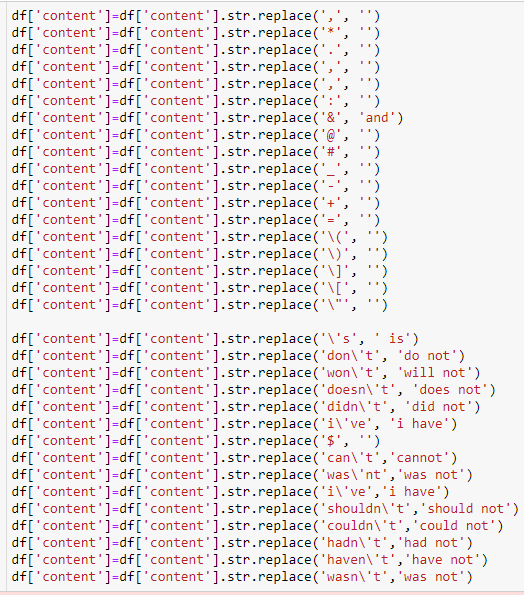 df['content']=df['content'].str.replace(',', '')
df['content']=df['content'].str.replace('*', '')
df['content']=df['content'].str.replace('.', '')
df['content']=df['content'].str.replace(',', '')
df['content']=df['content'].str.replace(',', '')
df['content']=df['content'].str.replace(':', '')
df['content']=df['content'].str.replace('&', 'and')
df['content']=df['content'].str.replace('@', '')
df['content']=df['content'].str.replace('#', '')
df['content']=df['content'].str.replace('_', '')
df['content']=df['content'].str.replace('-', '')
df['content']=df['content'].str.replace('+', '')
df['content']=df['content'].str.replace('=', '')
df['content']=df['content'].str.replace('\(', '')
df['content']=df['content'].str.replace('\)', '')
df['content']=df['content'].str.replace('\]', '')
df['content']=df['content'].str.replace('\[', '')
df['content']=df['content'].str.replace('\"', '')
df['content']=df['content'].str.replace('\'s', ' is')
df['content']=df['content'].str.replace('don\'t', 'do not')
df['content']=df['content'].str.replace('won\'t', 'will not')
df['content']=df['content'].str.replace('doesn\'t', 'does not')
df['content']=df['content'].str.replace('didn\'t', 'did not')
df['content']=df['content'].str.replace('i\'ve', 'i have')
df['content']=df['content'].str.replace('$', '')
df['content']=df['content'].str.replace('can\'t','cannot')
df['content']=df['content'].str.replace('was\'nt','was not')
df['content']=df['content'].str.replace('i\'ve','i have')
df['content']=df['content'].str.replace('shouldn\'t','should not')
df['content']=df['content'].str.replace('couldn\'t','could not')
df['content']=df['content'].str.replace('hadn\'t','had not')
df['content']=df['content'].str.replace('haven\'t','have not')
df['content']=df['content'].str.replace('wasn\'t','was not')